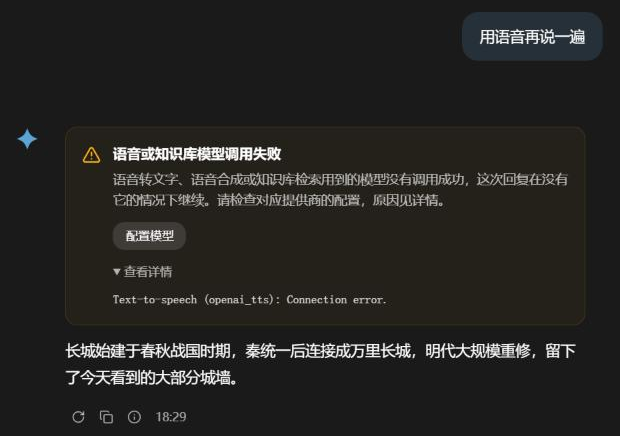 用语音再说一遍
语音或知识库模型调用失败
语音转文字、语音合成或知识库检索用到的模型没有调用成功，这次回复在没有
它的情况下继续。请检查对应提供商的配置，原因见详情。
配置模型
▼查看详情
Text-to-speech (openai_tts): Connection error.
长城始建于春秋战国时期，秦统一后连接成万里长城，明代大规模重修，留下
了今天看到的大部分城墙。
18:29